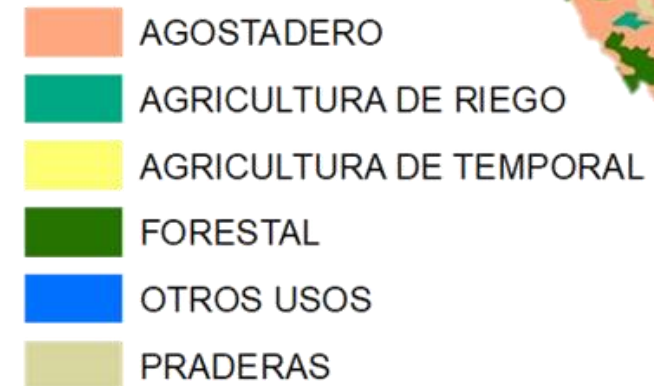 AGOSTADERO
AGRICULTURA DE RIEGO
AGRICULTURA DE TEMPORAL
FORESTAL
OTROS USOS
PRADERAS